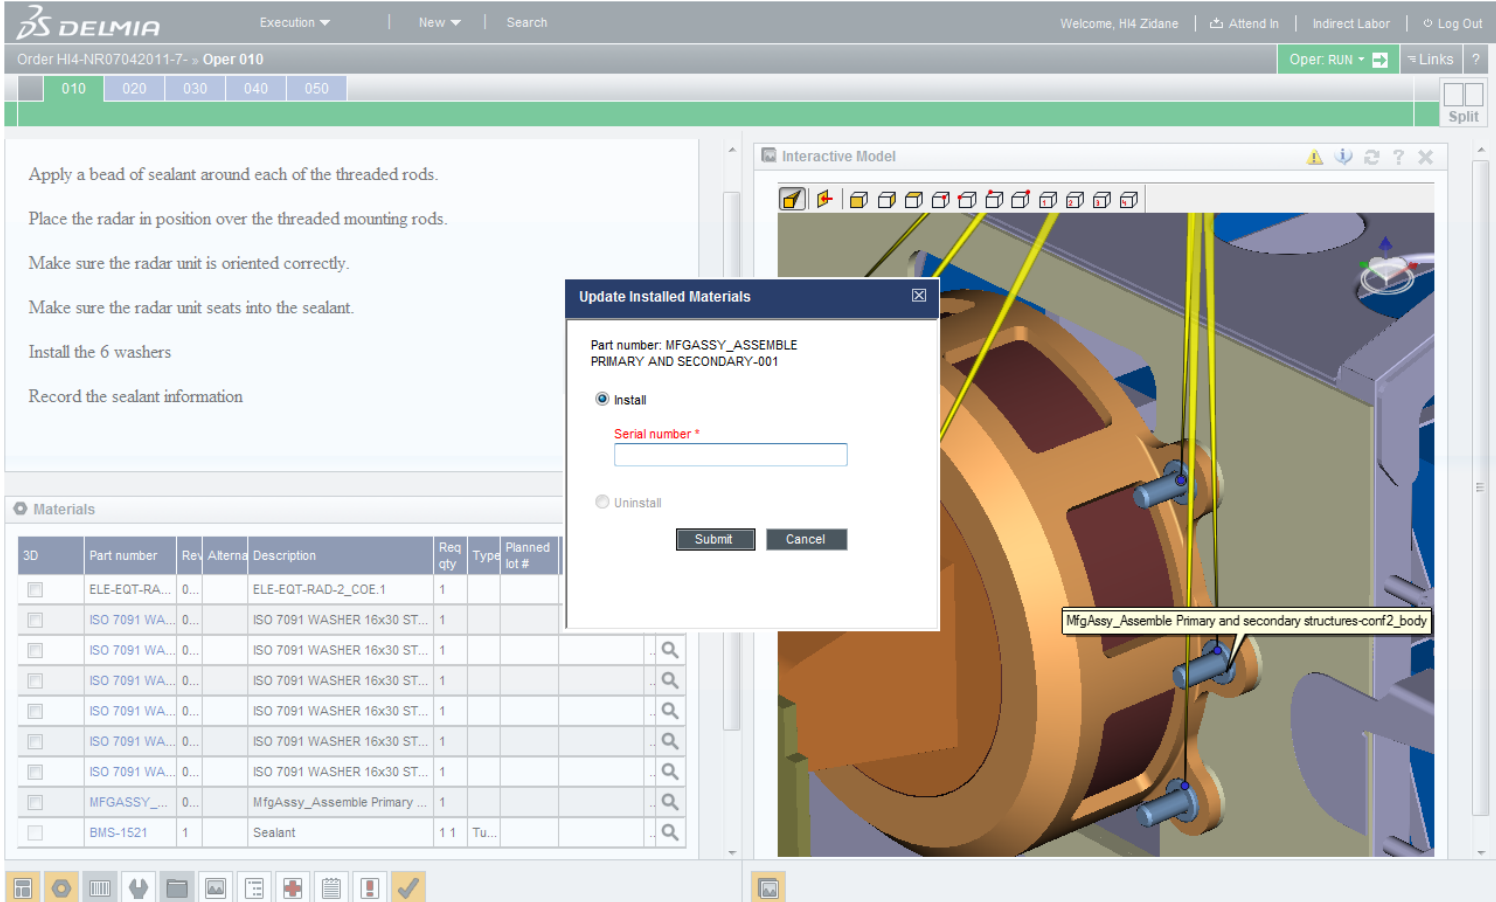 3S DELMIA
Execution New Search
Welcome, HI4 Zidane Attend In Indirect Labor Log Out
Order HI4-NR07042011-7- » Oper 010
Oper: RUN Links ?
010 020 030 040 050
Split
Apply a bead of sealant around each of the threaded rods.
Place the radar in position over the threaded mounting rods.
Make sure the radar unit is oriented correctly.
Make sure the radar unit seats into the sealant.
Install the 6 washers
Record the sealant information
Interactive Model
Update Installed Materials
Part number: MFGASSY_ASSEMBLE
PRIMARY AND SECONDARY-001
Install
Serial number *
Uninstall
Submit Cancel
MfgAssy_Assemble Primary and secondary structures-conf2_body
Materials
3D Part number Rev Alterna Description Req qty Type Planned lot #
ELE-EQT-RA... 0... ELE-EQT-RAD-2_COE.1 1
ISO 7091 WA... 0... ISO 7091 WASHER 16x30 ST... 1
ISO 7091 WA... 0... ISO 7091 WASHER 16x30 ST... 1
ISO 7091 WA... 0... ISO 7091 WASHER 16x30 ST... 1
ISO 7091 WA... 0... ISO 7091 WASHER 16x30 ST... 1
ISO 7091 WA... 0... ISO 7091 WASHER 16x30 ST... 1
ISO 7091 WA... 0... ISO 7091 WASHER 16x30 ST... 1
MFGASSY_... 0... MfgAssy_Assemble Primary ... 1
BMS-1521 1 Sealant 1 1 Tu...